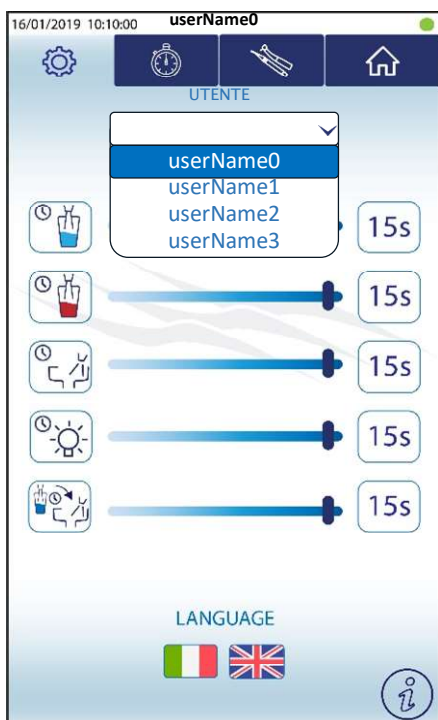 16/01/2019 10:10:00 userName0
UTENTE
userName0
userName1
userName2
userName3
15s
15s
15s
15s
15s
LANGUAGE
i